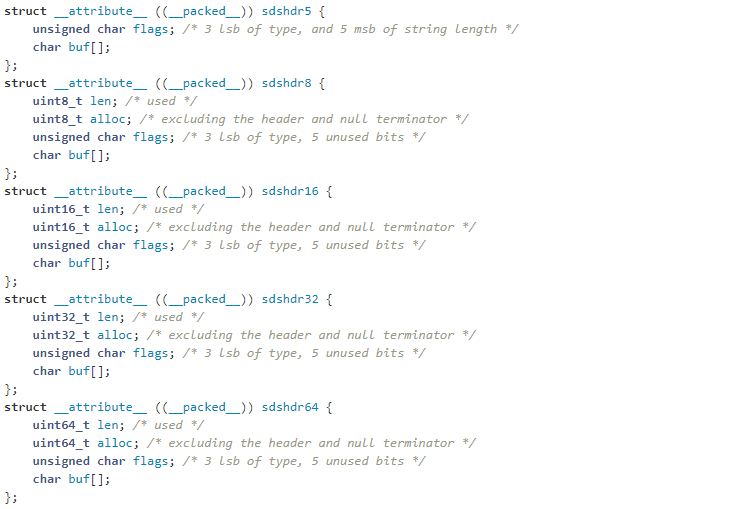 struct __attribute__ ((__packed__)) sdshdr5 {
    unsigned char flags; /* 3 lsb of type, and 5 msb of string length */
    char buf[];
};
struct __attribute__ ((__packed__)) sdshdr8 {
    uint8_t len; /* used */
    uint8_t alloc; /* excluding the header and null terminator */
    unsigned char flags; /* 3 lsb of type, 5 unused bits */
    char buf[];
};
struct __attribute__ ((__packed__)) sdshdr16 {
    uint16_t len; /* used */
    uint16_t alloc; /* excluding the header and null terminator */
    unsigned char flags; /* 3 lsb of type, 5 unused bits */
    char buf[];
};
struct __attribute__ ((__packed__)) sdshdr32 {
    uint32_t len; /* used */
    uint32_t alloc; /* excluding the header and null terminator */
    unsigned char flags; /* 3 lsb of type, 5 unused bits */
    char buf[];
};
struct __attribute__ ((__packed__)) sdshdr64 {
    uint64_t len; /* used */
    uint64_t alloc; /* excluding the header and null terminator */
    unsigned char flags; /* 3 lsb of type, 5 unused bits */
    char buf[];
};